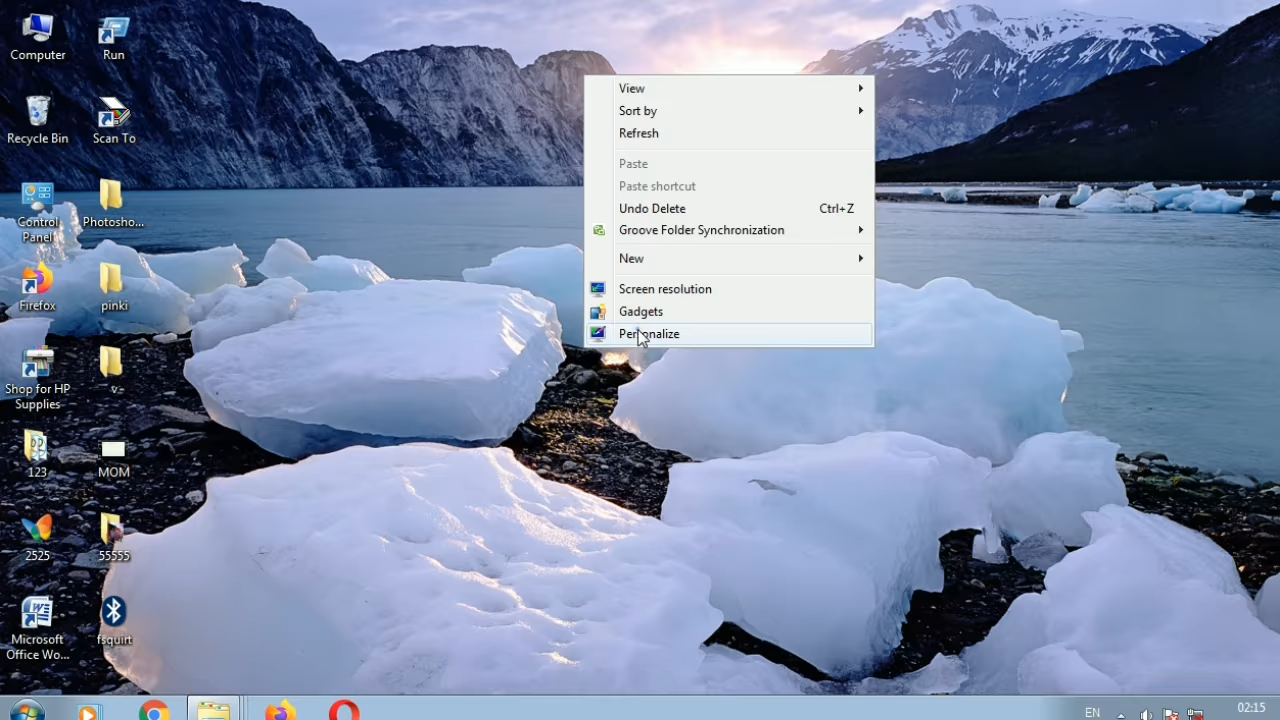 Computer
Run
Recycle Bin
Scan To
Control
Panel
Photosho...
Firefox
pinki
Shop for HP
Supplies
v-
123
MOM
2525
55555
Microsoft
Office Wo...
fsquirt
View
Sort by
Refresh
Paste
Paste shortcut
Undo Delete Ctrl+Z
Groove Folder Synchronization
New
Screen resolution
Gadgets
Personalize
EN
02:15